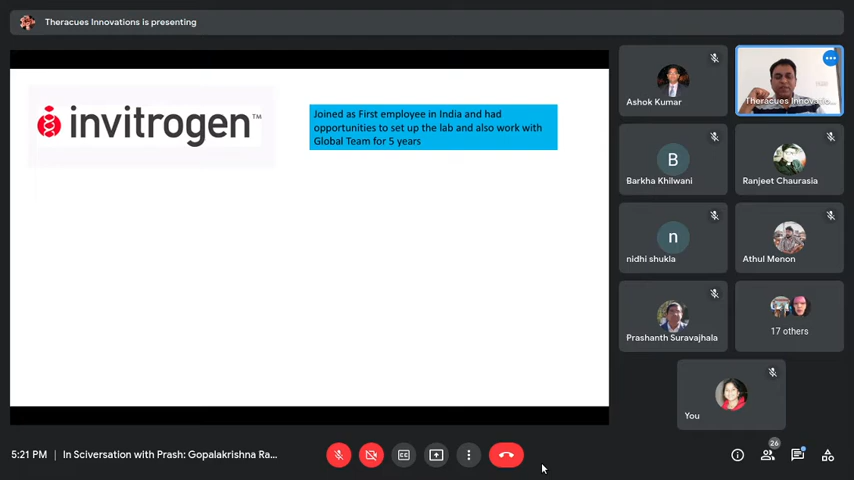 Theracues Innovations is presenting
invitrogen™
Joined as First employee in India and had
opportunities to set up the lab and also work with
Global Team for 5 years
Ashok Kumar
Theracues Innovatio...
B
Barkha Khilwani
Ranjeet Chaurasia
n
nidhi shukla
Athul Menon
Prashanth Suravajhala
17 others
You
5:21 PM | In Sciversation with Prash: Gopalakrishna Ra...
CC
26